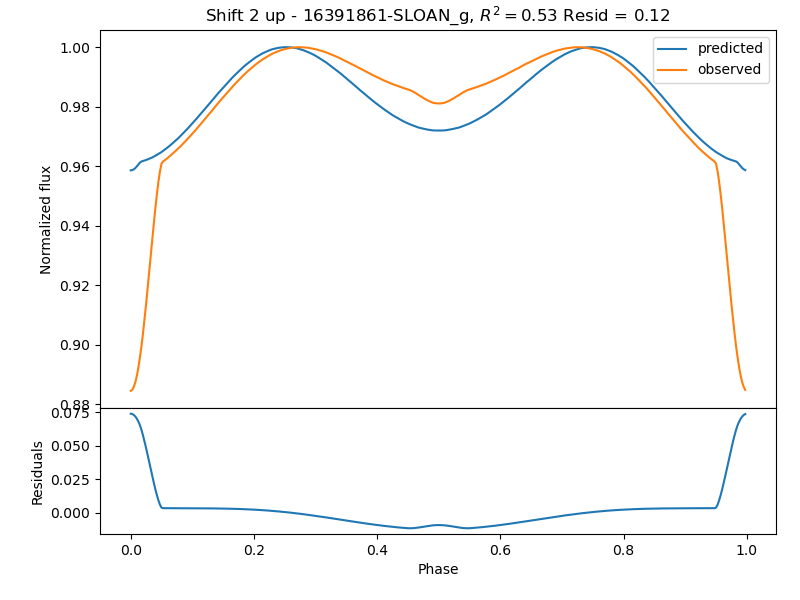 Shift 2 up - 16391861-SLOAN_g, $R^2 = 0.53$ Resid = 0.12
predicted
observed
Normalized flux
1.00
0.98
0.96
0.94
0.92
0.90
0.88
Residuals
0.075
0.050
0.025
0.000
0.0
0.2
0.4
0.6
0.8
1.0
Phase